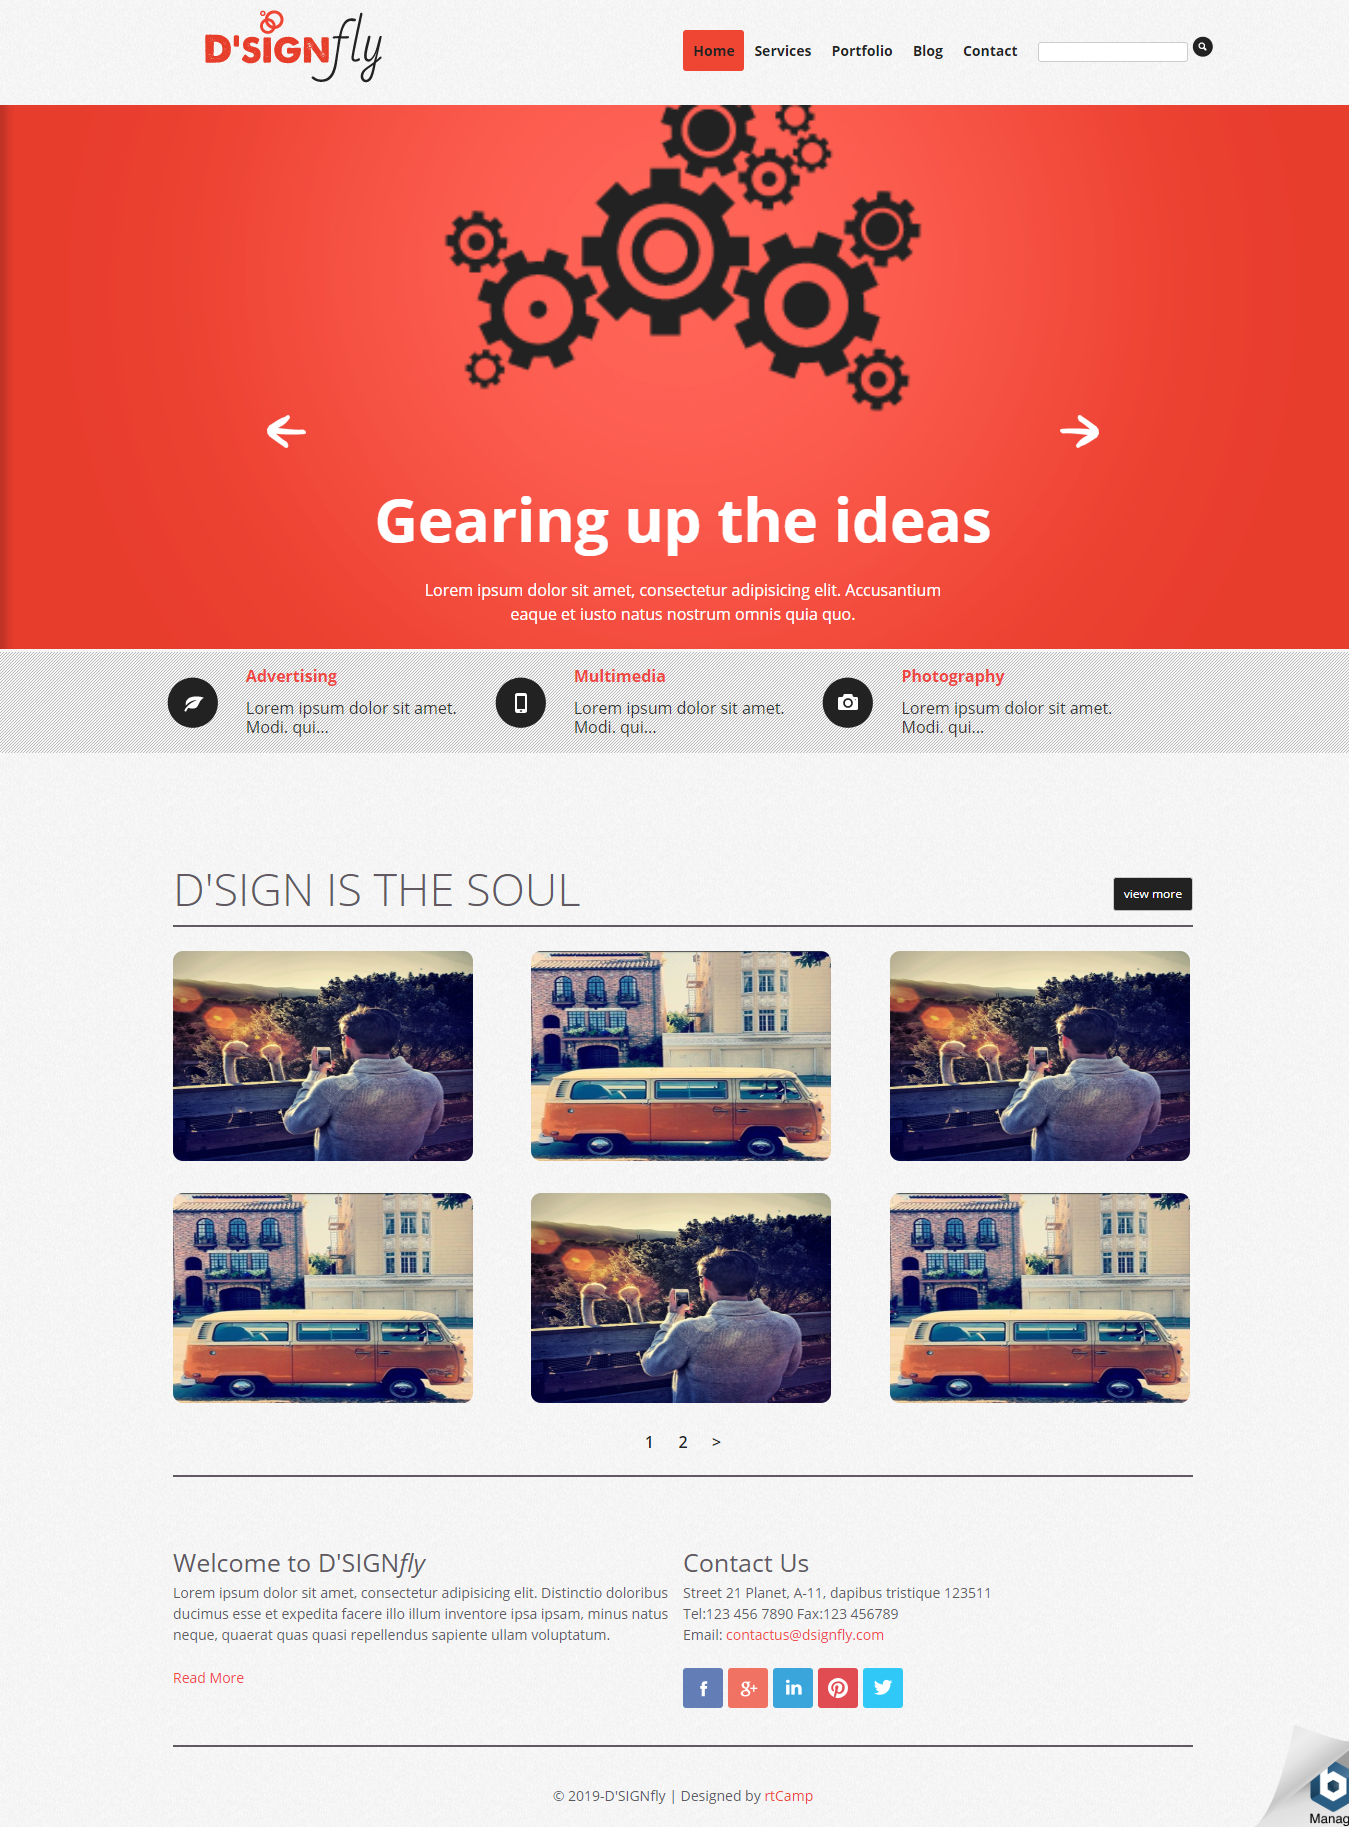 D'SIGNfly
Home Services Portfolio Blog Contact
Gearing up the ideas
Lorem ipsum dolor sit amet, consectetur adipisicing elit. Accusantium
eaque et iusto natus nostrum omnis quia quo.
Advertising
Lorem ipsum dolor sit amet.
Modi. qui...
Multimedia
Lorem ipsum dolor sit amet.
Modi. qui...
Photography
Lorem ipsum dolor sit amet.
Modi. qui...
D'SIGN IS THE SOUL
view more
1 2 >
Welcome to D'SIGNfly
Lorem ipsum dolor sit amet, consectetur adipisicing elit. Distinctio doloribus
ducimus esse et expedita facere illo illum inventore ipsa ipsam, minus natus
neque, quaerat quas quasi repellendus sapiente ullam voluptatum.
Read More
Contact Us
Street 21 Planet, A-11, dapibus tristique 123511
Tel:123 456 7890 Fax:123 456789
Email: contactus@dsignfly.com
f g+ in
© 2019-D'SIGNfly | Designed by rtCamp
b
Manag